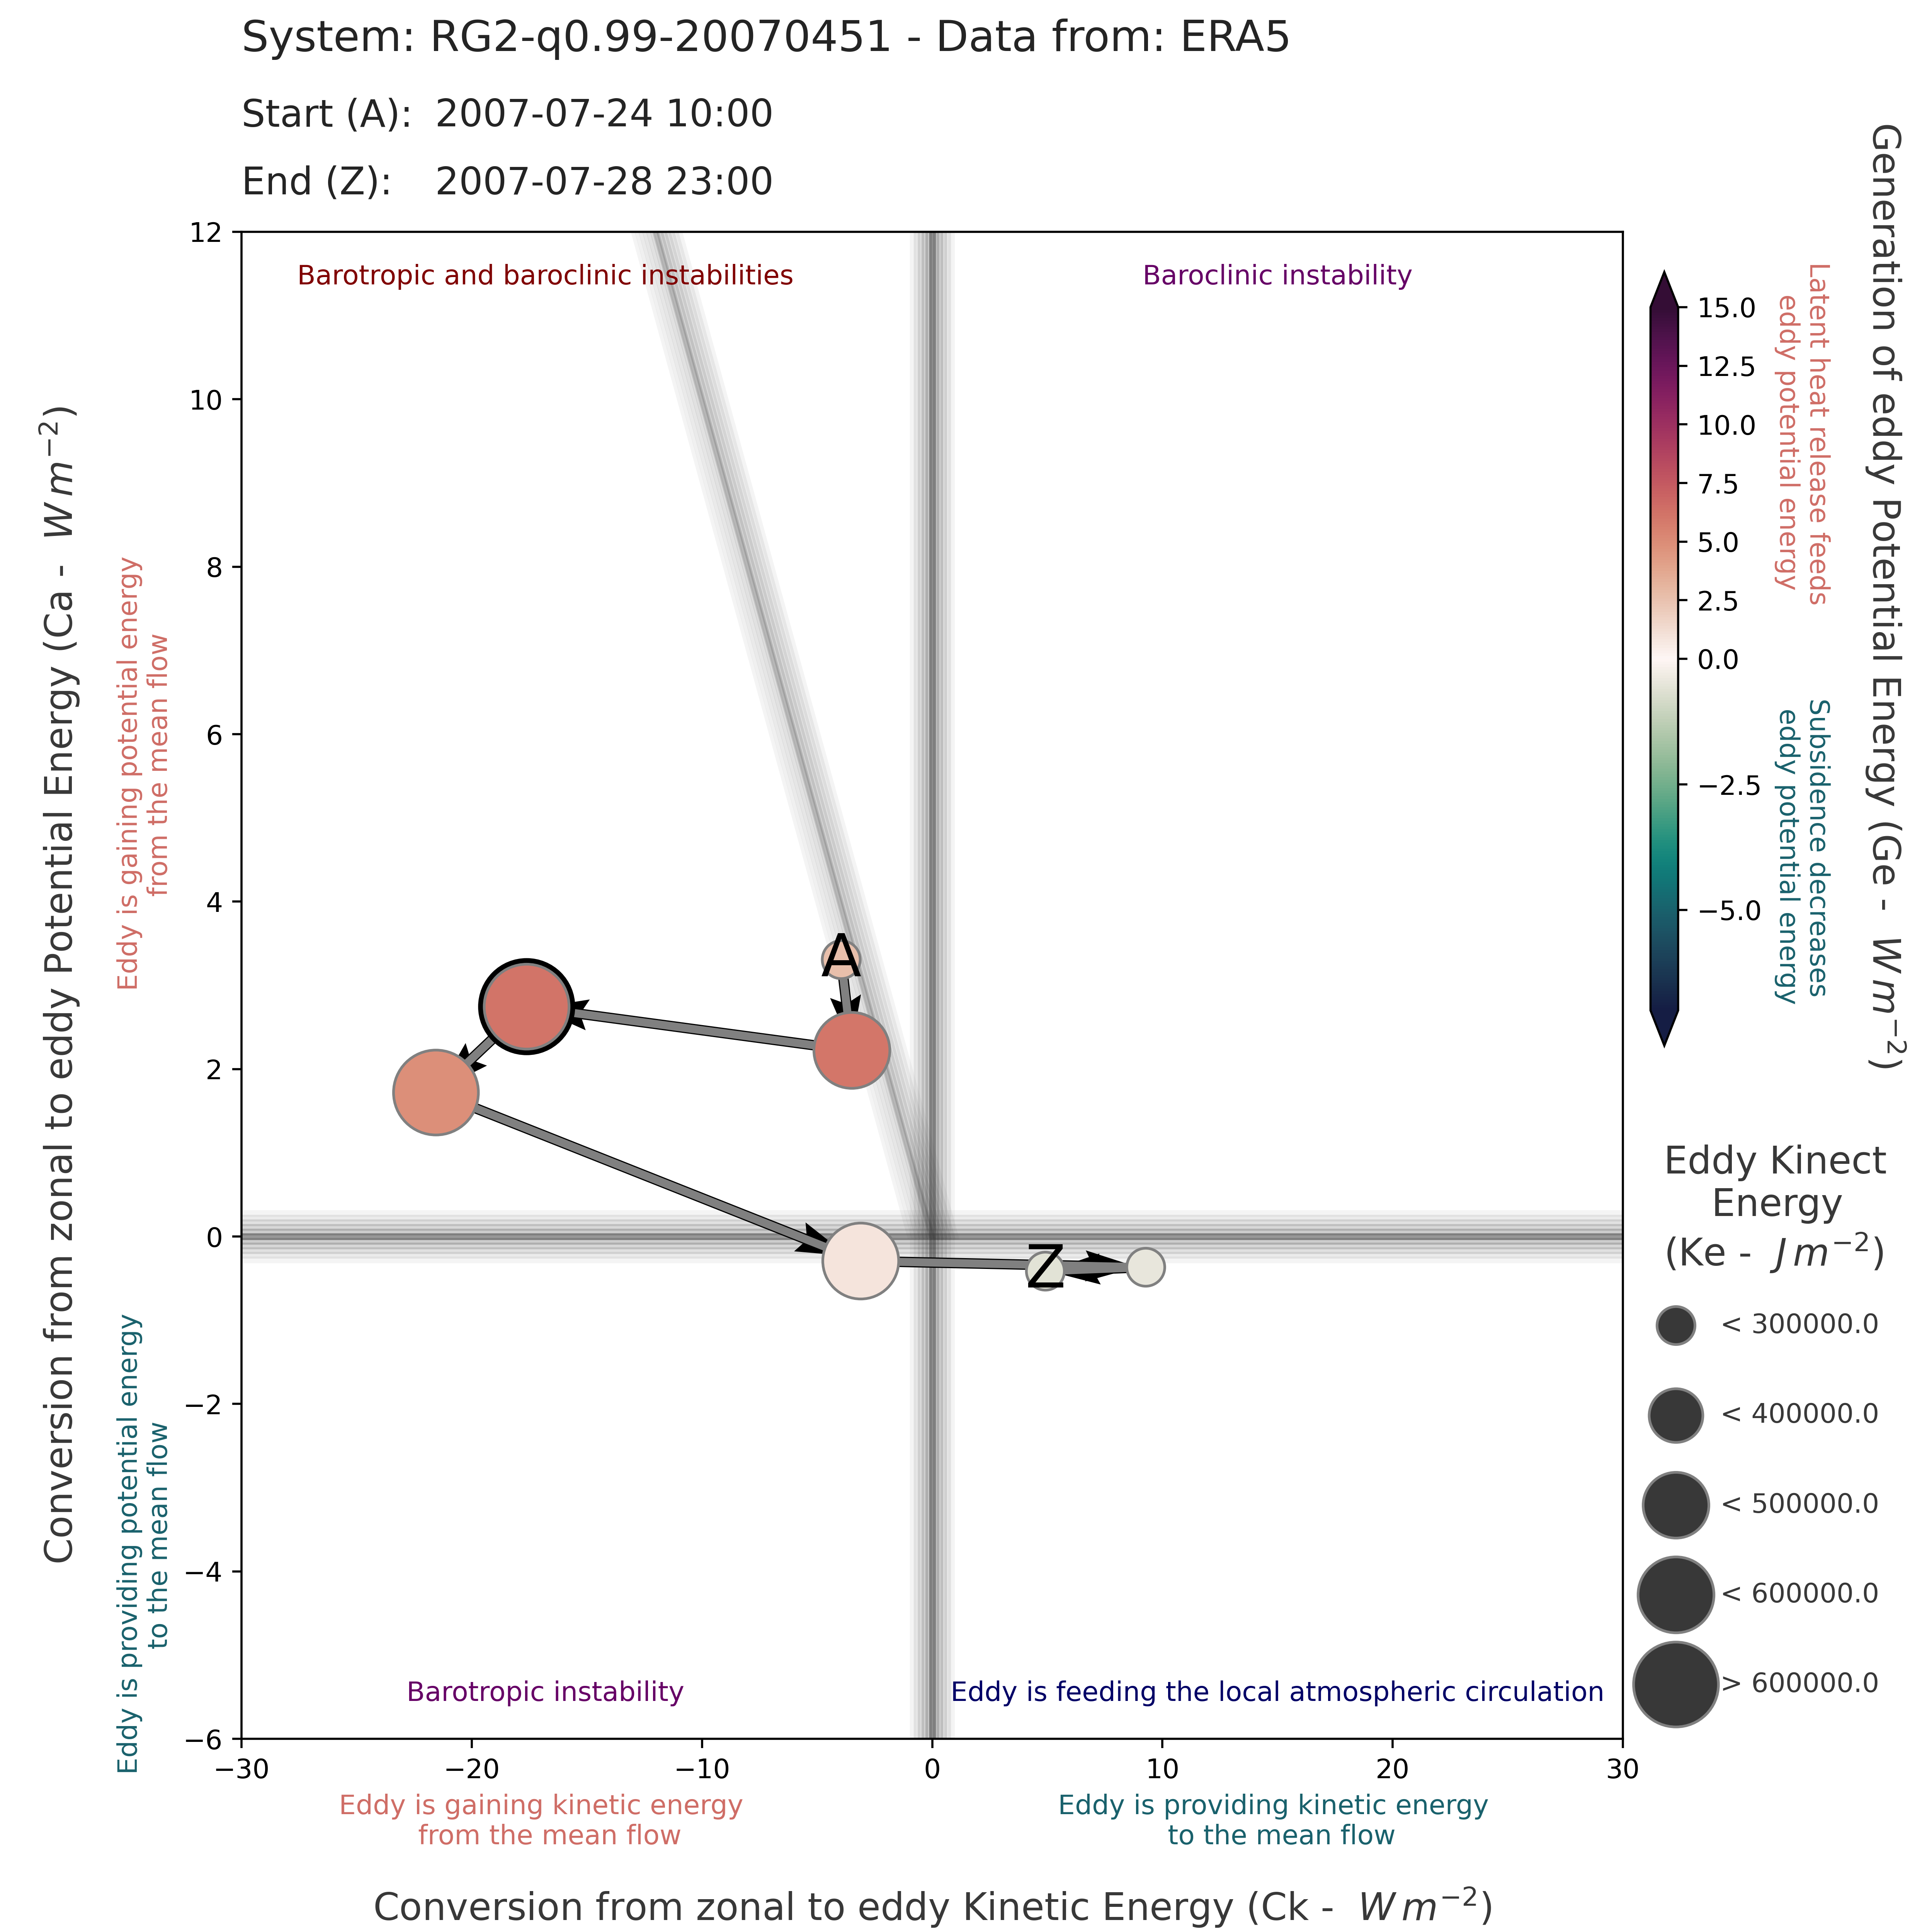 System: RG2-q0.99-20070451 - Data from: ERA5
Start (A): 2007-07-24 10:00
End (Z): 2007-07-28 23:00
Conversion from zonal to eddy Potential Energy (Ca - W m⁻²)
Eddy is gaining potential energy
from the mean flow
Eddy is providing potential energy
to the mean flow
12
10
8
6
4
2
0
−2
−4
−6
Barotropic and baroclinic instabilities
Baroclinic instability
A
Z
Barotropic instability
Eddy is feeding the local atmospheric circulation
−30
−20
−10
0
10
20
30
Eddy is gaining kinetic energy
from the mean flow
Eddy is providing kinetic energy
to the mean flow
Conversion from zonal to eddy Kinetic Energy (Ck - W m⁻²)
15.0
12.5
10.0
7.5
5.0
2.5
0.0
−2.5
−5.0
Latent heat release feeds
eddy potential energy
Subsidence decreases
eddy potential energy
Generation of eddy Potential Energy (Ge - W m⁻²)
Eddy Kinect
Energy
(Ke - J m⁻²)
< 300000.0
< 400000.0
< 500000.0
< 600000.0
> 600000.0